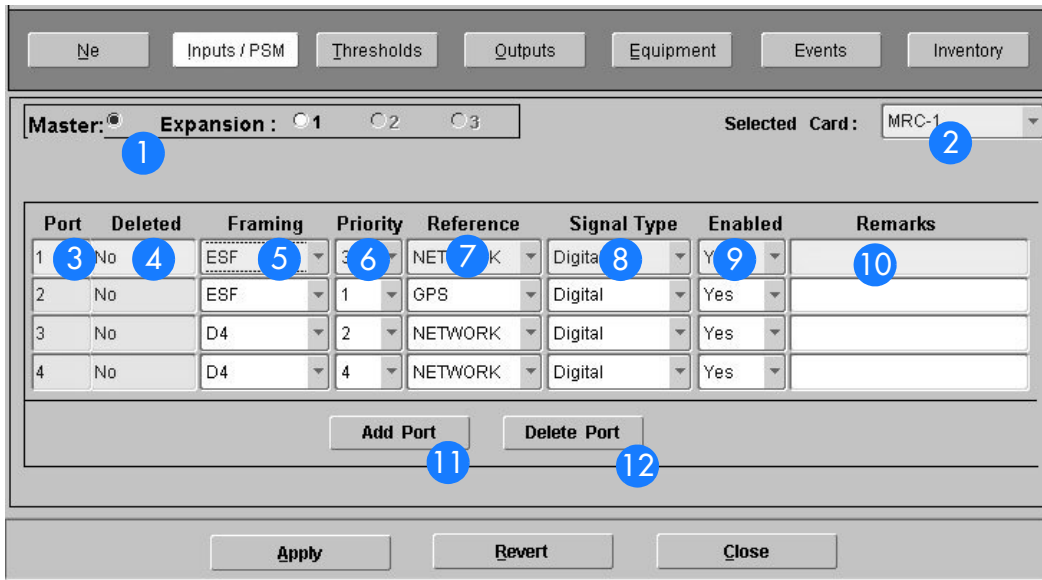 Ne Inputs / PSM Thresholds Outputs Equipment Events Inventory
Master: Expansion : 1 2 3 Selected Card : MRC-1
1 2
Port Deleted Framing Priority Reference Signal Type Enabled Remarks
1 3 No 4 ESF 5 3 6 7 8 9 10
2 No ESF 1 GPS Digital Yes
3 No D4 2 NETWORK Digital Yes
4 No D4 4 NETWORK Digital Yes
Add Port Delete Port
11 12
Apply Revert Close